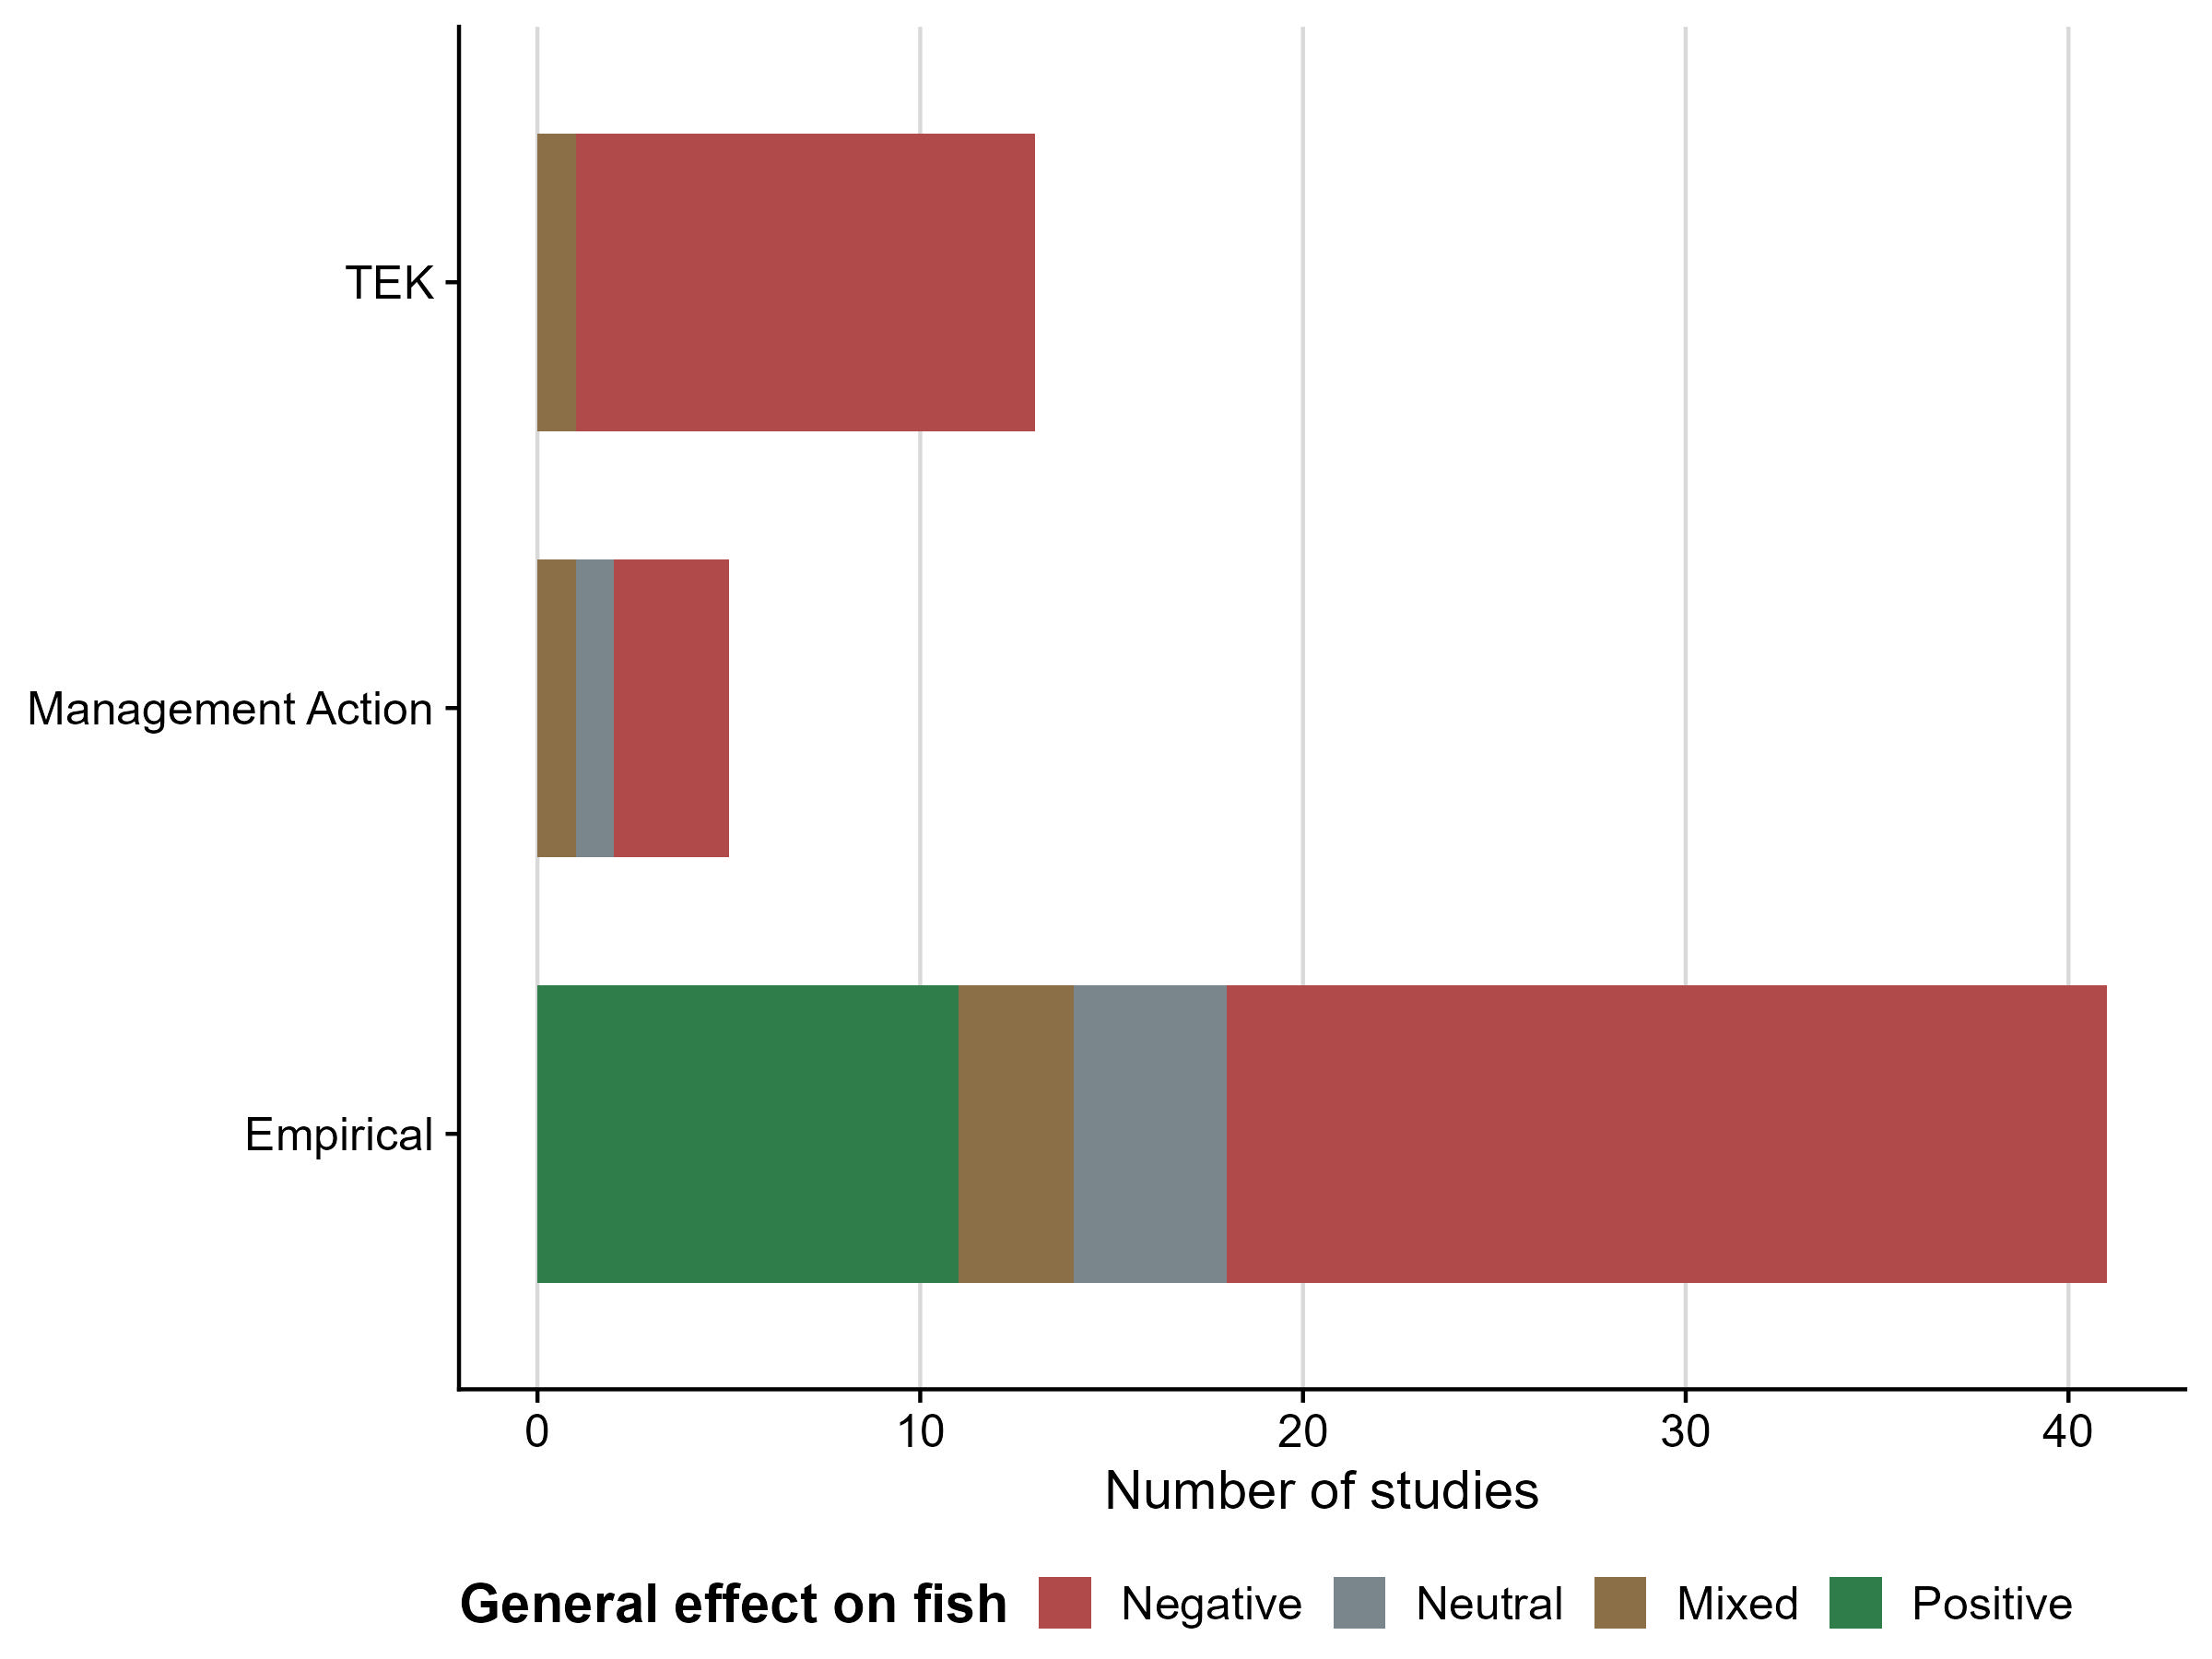 TEK
Management Action
Empirical
0 10 20 30 40
Number of studies
General effect on fish Negative Neutral Mixed Positive